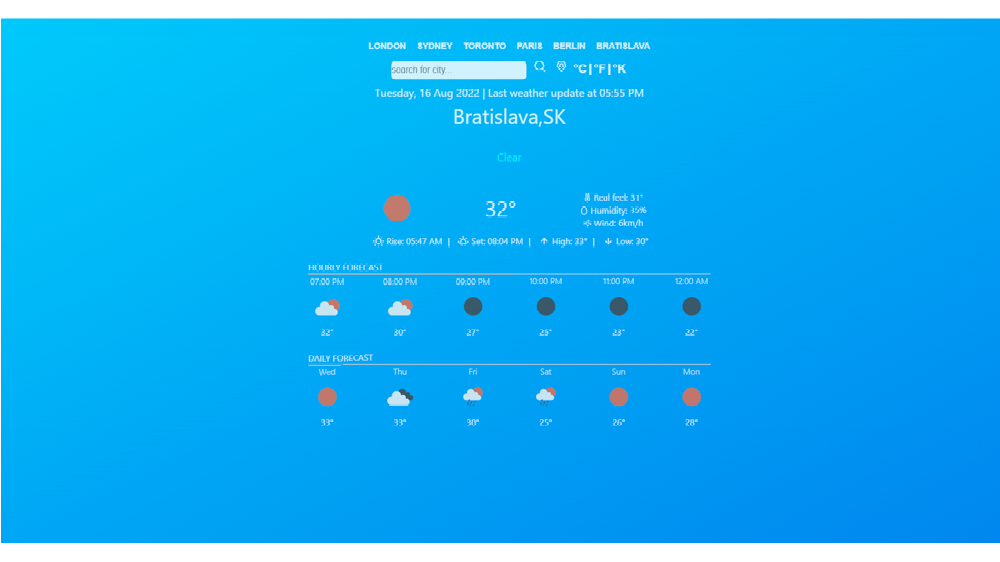 LONDON SYDNEY TORONTO PARIS BERLIN BRATISLAVA
search for city...
°C|°F|°K
Tuesday, 16 Aug 2022 | Last weather update at 05:55 PM
Bratislava,SK
Clear
32°
Real feel: 31°
Humidity: 35%
Wind: 6km/h
Rise: 05:47 AM | Set: 08:04 PM | High: 33° | Low: 30°
HOURLY FORECAST
07:00 PM 08:00 PM 09:00 PM 10:00 PM 11:00 PM 12:00 AM
32° 30° 27° 25° 23° 22°
DAILY FORECAST
Wed Thu Fri Sat Sun Mon
33° 33° 30° 25° 26° 28°